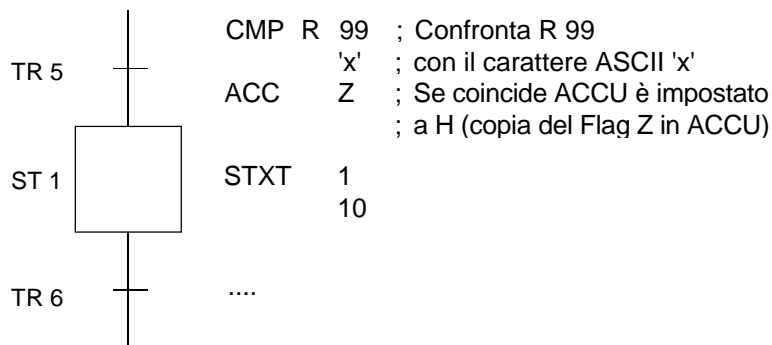 CMP R 99 ; Confronta R 99
'x' ; con il carattere ASCII 'x'
TR 5
ACC Z ; Se coincide ACCU è impostato
; a H (copia del Flag Z in ACCU)
ST 1
STXT 1
10
TR 6
....